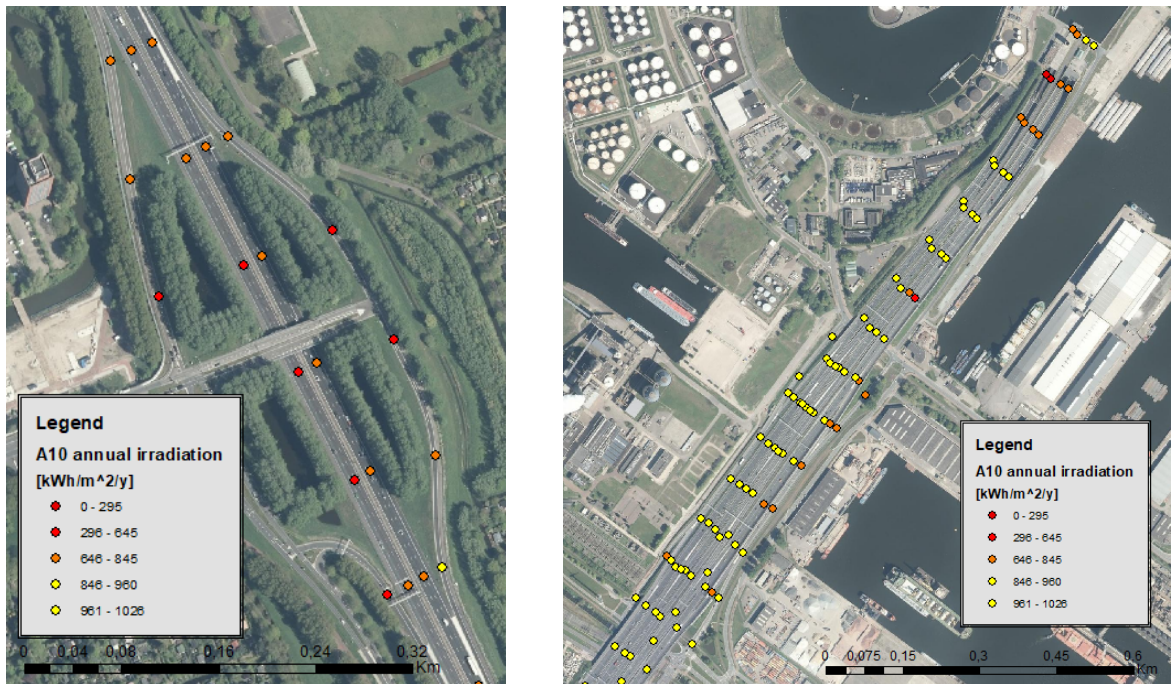 Legend
A10 annual irradiation
[kWh/m^2/y]
0 - 295
296 - 645
646 - 845
846 - 960
961 - 1026
0 0,04 0,08 0,16 0,24 0,32
Km
Legend
A10 annual irradiation
[kWh/m^2/y]
0 - 295
296 - 645
646 - 845
846 - 960
961 - 1026
0 0,075 0,15 0,3 0,45 0,6
Km